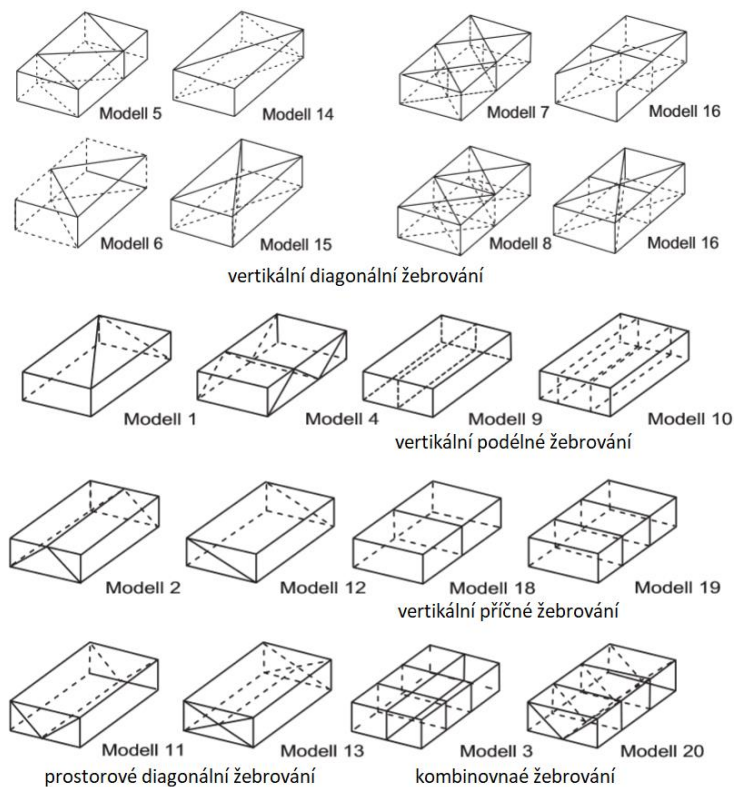 Modell 5 Modell 14 Modell 7 Modell 16
Modell 6 Modell 15 Modell 8 Modell 16
vertikální diagonální žebrování
Modell 1 Modell 4 Modell 9 Modell 10
vertikální podélné žebrování
Modell 2 Modell 12 Modell 18 Modell 19
vertikální příčné žebrování
Modell 11 Modell 13 Modell 3 Modell 20
prostorové diagonální žebrování kombinovnaé žebrování